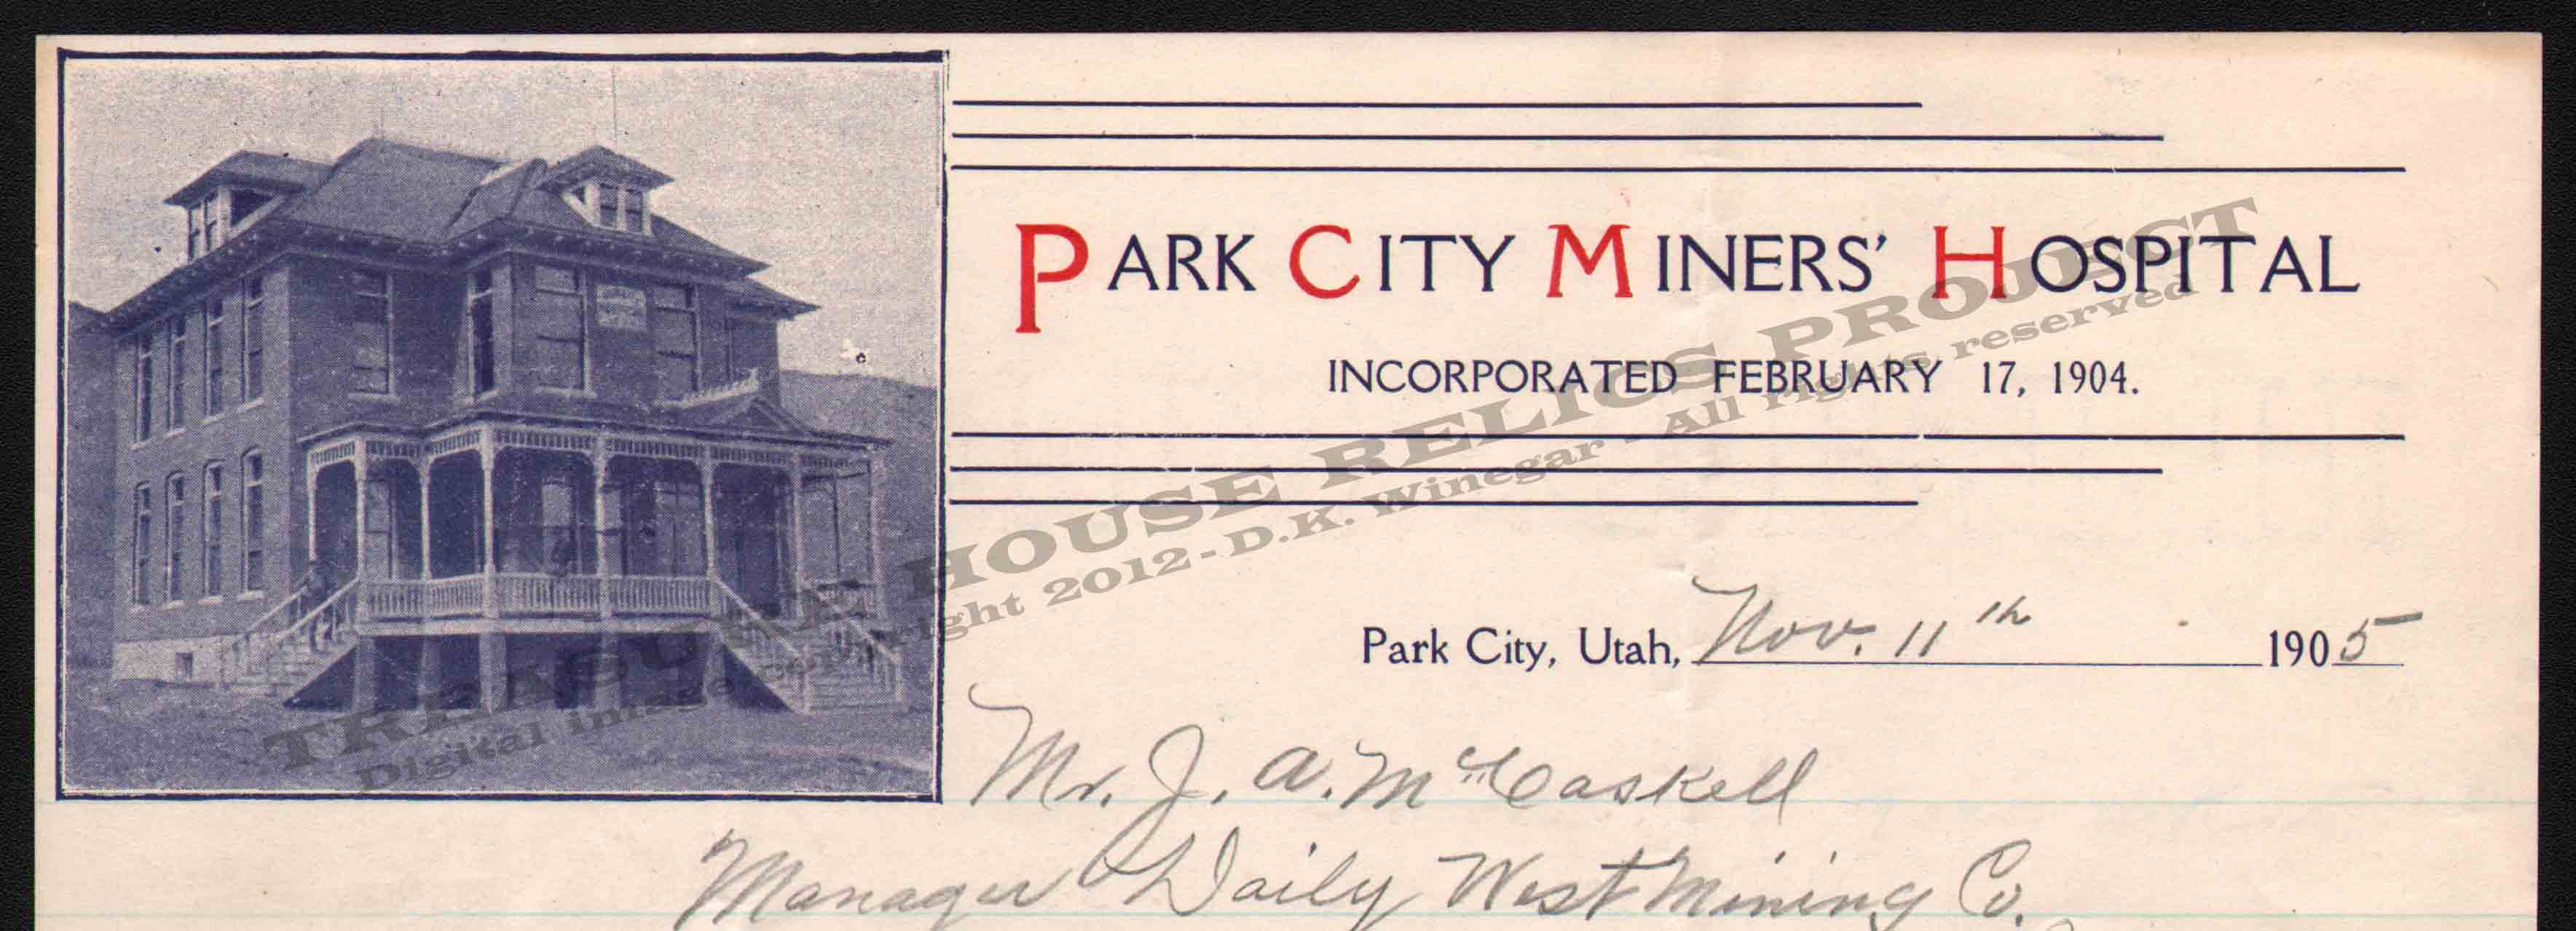 PARK CITY MINERS' HOSPITAL
INCORPORATED FEBRUARY 17, 1904.
Park City, Utah, Nov. 11th 1905
Mr. J. A. McCaskell
Manager Daily West Mining Co.
TREASURE HOUSE RELICS PROJECT
Digital image copyright 2012 - D.K. Winegar - All rights reserved